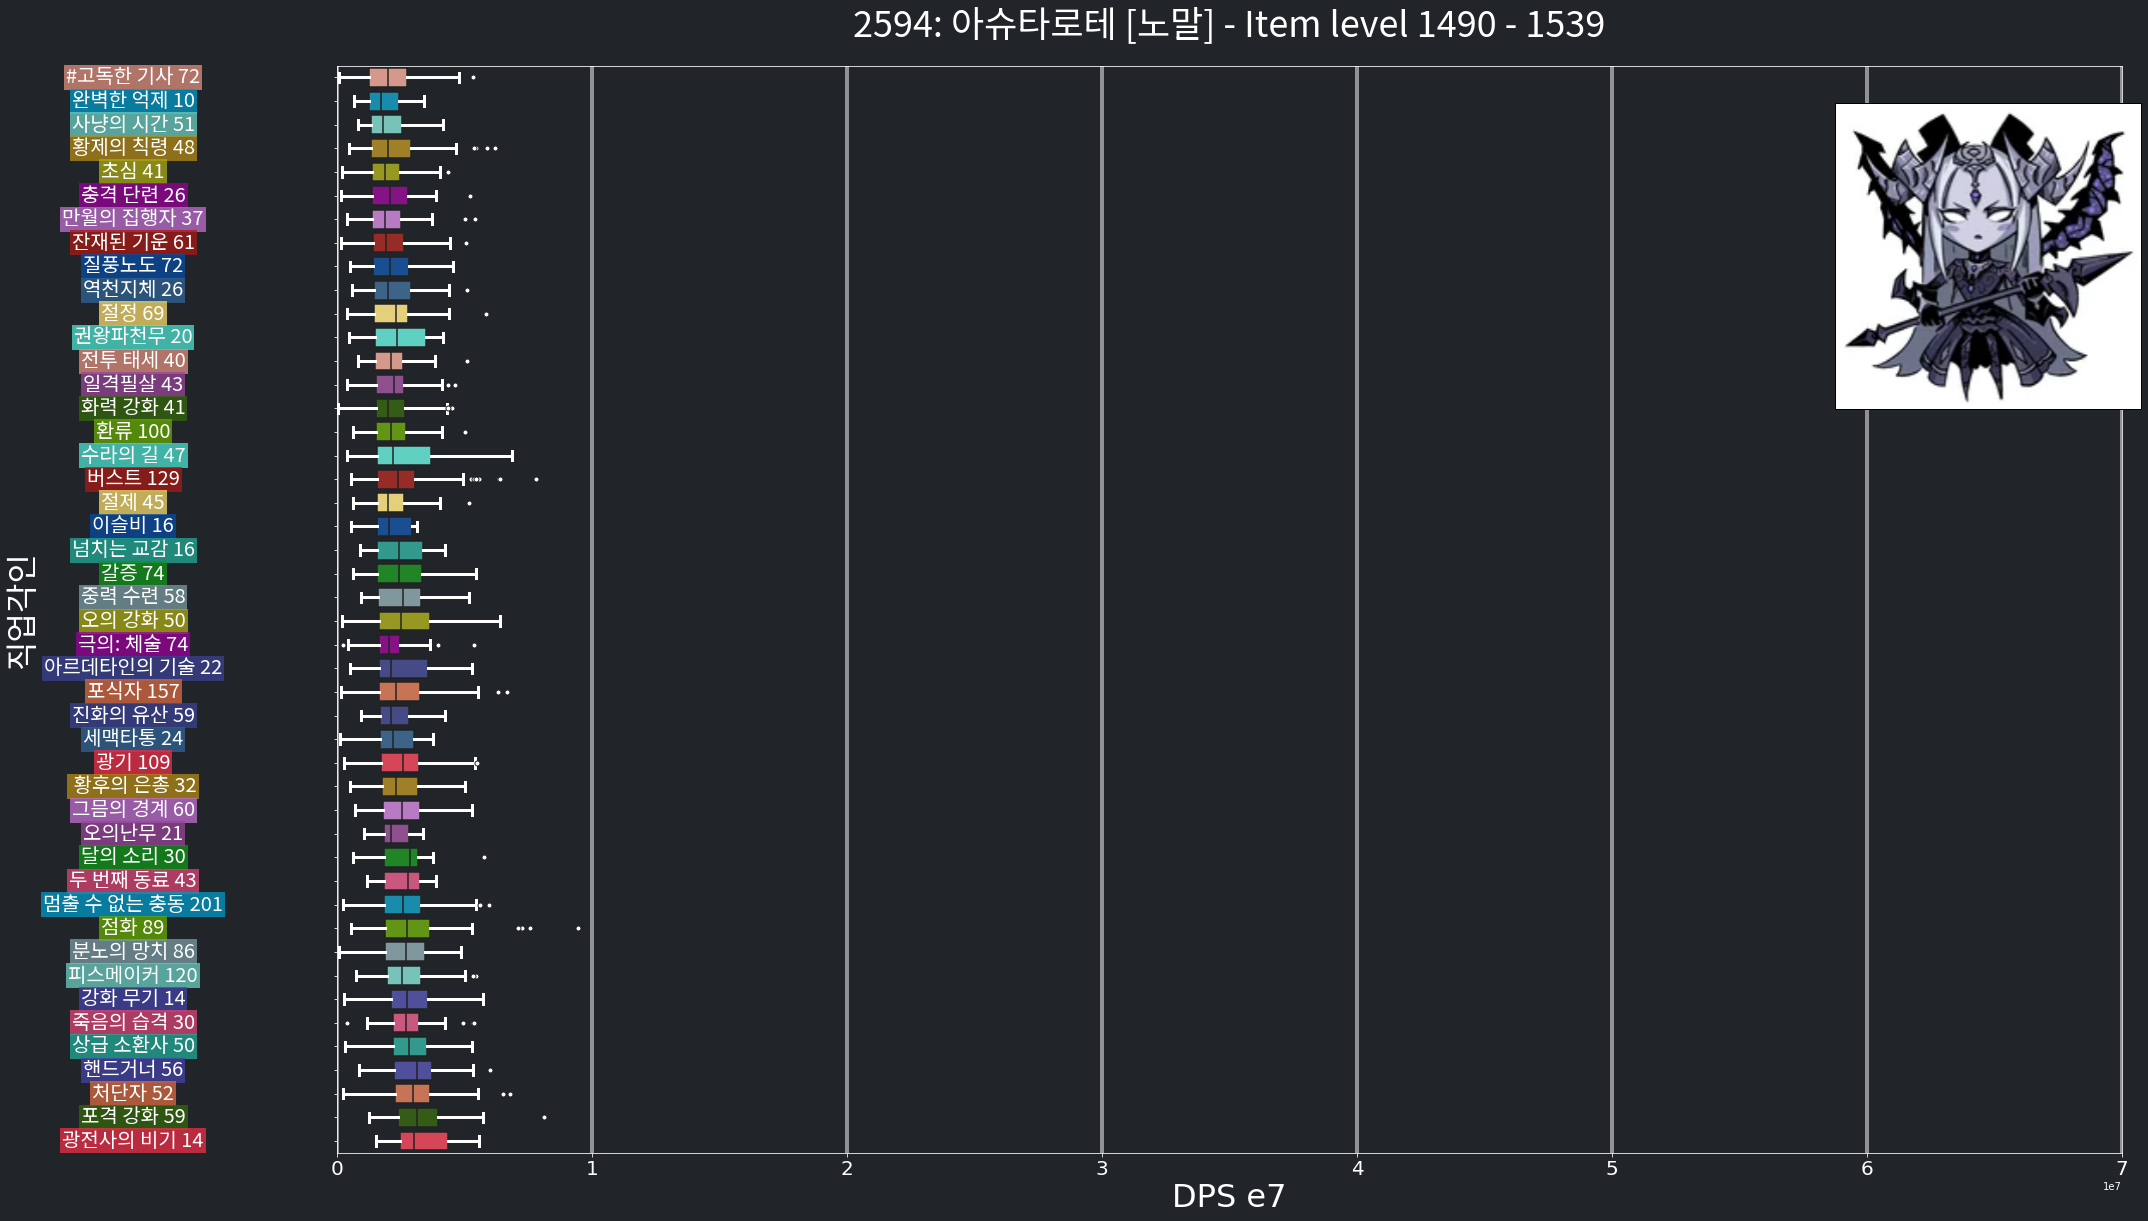 2594: 아슈타로테 [노말] - Item level 1490 - 1539
#고독한 기사 72
완벽한 억제 10
사냥의 시간 51
황제의 칙령 48
초심 41
충격 단련 26
만월의 집행자 37
잔재된 기운 61
질풍노도 72
역천지체 26
절정 69
권왕파천무 20
전투 태세 40
일격필살 43
화력 강화 41
환류 100
수라의 길 47
버스트 129
절제 45
이슬비 16
넘치는 교감 16
갈증 74
중력 수련 58
오의 강화 50
극의: 체술 74
아르데타인의 기술 22
포식자 157
진화의 유산 59
세맥타통 24
광기 109
황후의 은총 32
그믐의 경계 60
오의난무 21
달의 소리 30
두 번째 동료 43
멈출 수 없는 충동 201
점화 89
분노의 망치 86
피스메이커 120
강화 무기 14
죽음의 습격 30
상급 소환사 50
핸드거너 56
처단자 52
포격 강화 59
광전사의 비기 14
직업각인
0 1 2 3 4 5 6 7
1e7
DPS e7